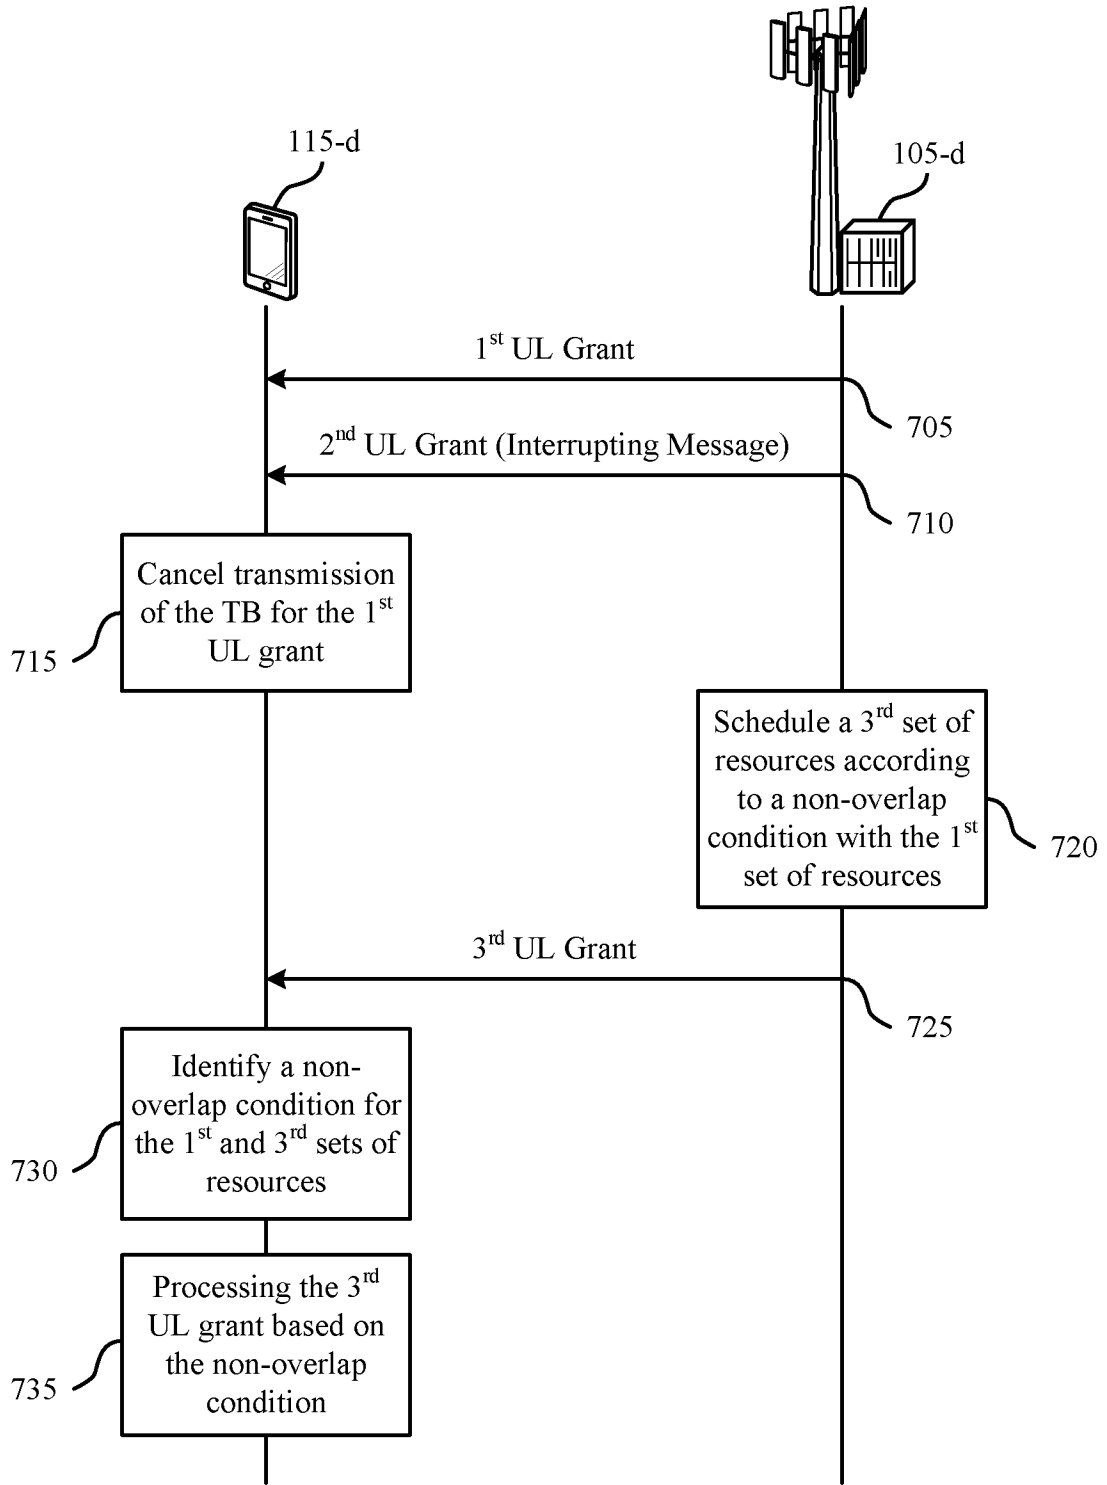 115-d
105-d
1st UL Grant
705
2nd UL Grant (Interrupting Message)
710
Cancel transmission
of the TB for the 1st
UL grant
715
Schedule a 3rd set of
resources according
to a non-overlap
condition with the 1st
set of resources
720
3rd UL Grant
725
Identify a non-
overlap condition for
the 1st and 3rd sets of
resources
730
Processing the 3rd
UL grant based on
the non-overlap
condition
735